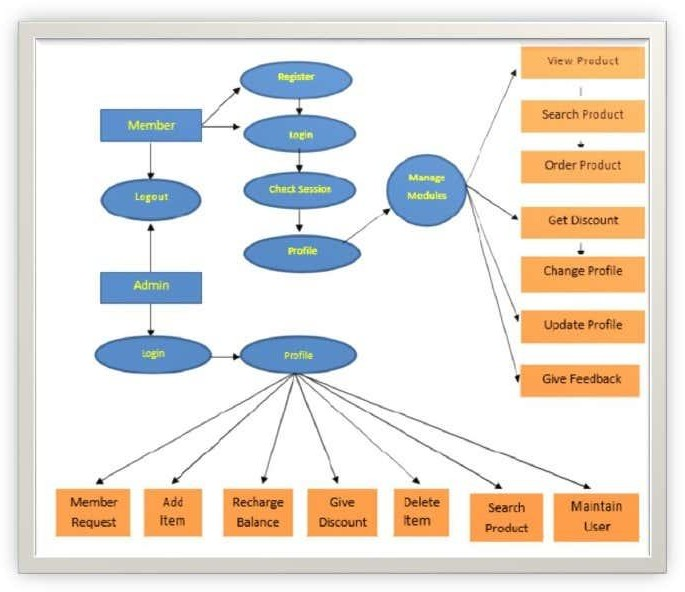 Register
Member
Login
Check Session
Logout
Profile
Manage
Modules
View Product
Search Product
Order Product
Get Discount
Change Profile
Update Profile
Give Feedback
Admin
Login
Profile
Member
Request
Add
Item
Recharge
Balance
Give
Discount
Delete
Item
Search
Product
Maintain
User